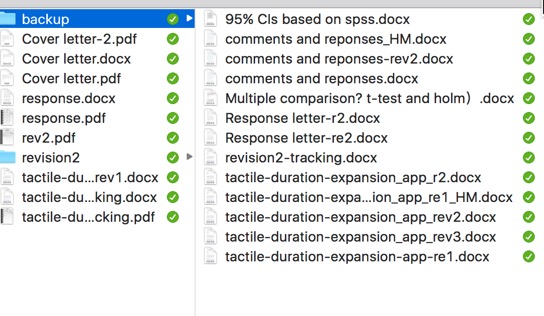 backup
Cover letter-2.pdf
Cover letter.docx
Cover letter.pdf
response.docx
response.pdf
rev2.pdf
revision2
tactile-du...rev1.docx
tactile-du...king.docx
tactile-du...cking.pdf
95% CIs based on spss.docx
comments and reponses_HM.docx
comments and reponses-rev2.docx
comments and reponses.docx
Multiple comparison? t-test and holm）.docx
Response letter-r2.docx
Response letter-re2.docx
revision2-tracking.docx
tactile-duration-expansion_app_r2.docx
tactile-duration-expa...ion_app_re1_HM.docx
tactile-duration-expansion_app_rev2.docx
tactile-duration-expansion_app_rev3.docx
tactile-duration-expansion-app-re1.docx